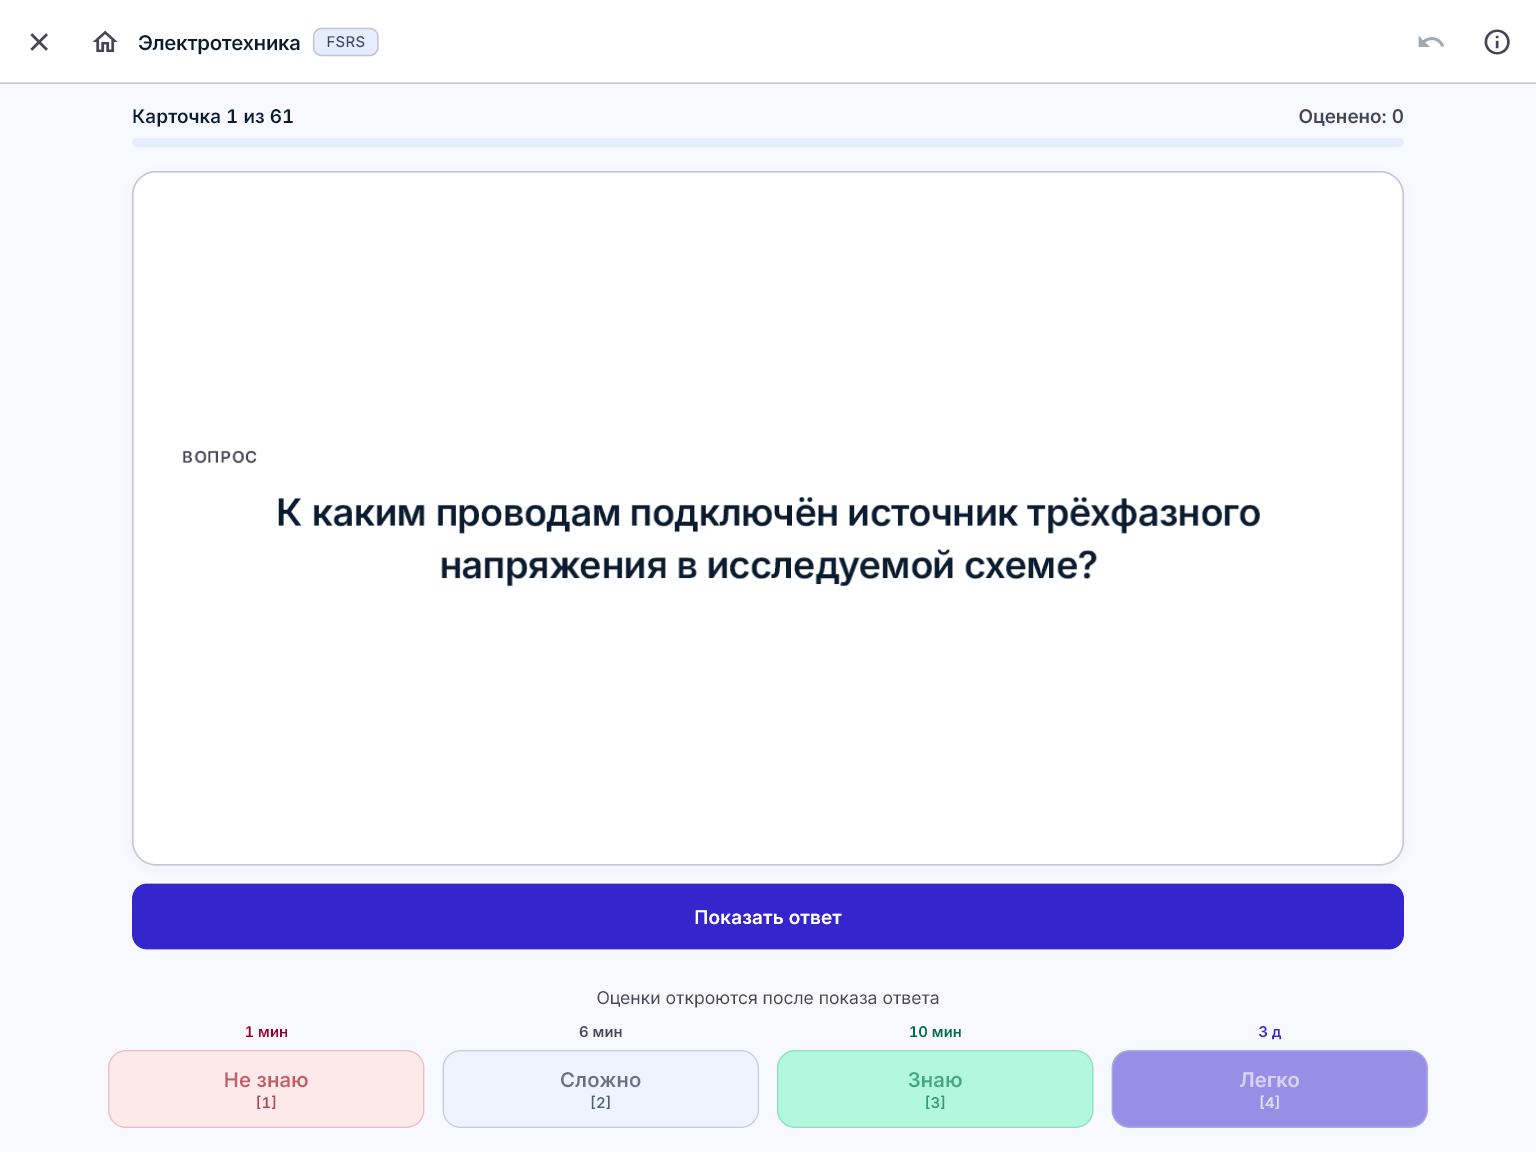 Электротехника FSRS
Карточка 1 из 61
Оценено: 0
ВОПРОС
К каким проводам подключён источник трёхфазного
напряжения в исследуемой схеме?
Показать ответ
Оценки откроются после показа ответа
1 мин
Не знаю
[1]
6 мин
Сложно
[2]
10 мин
Знаю
[3]
3 д
Легко
[4]